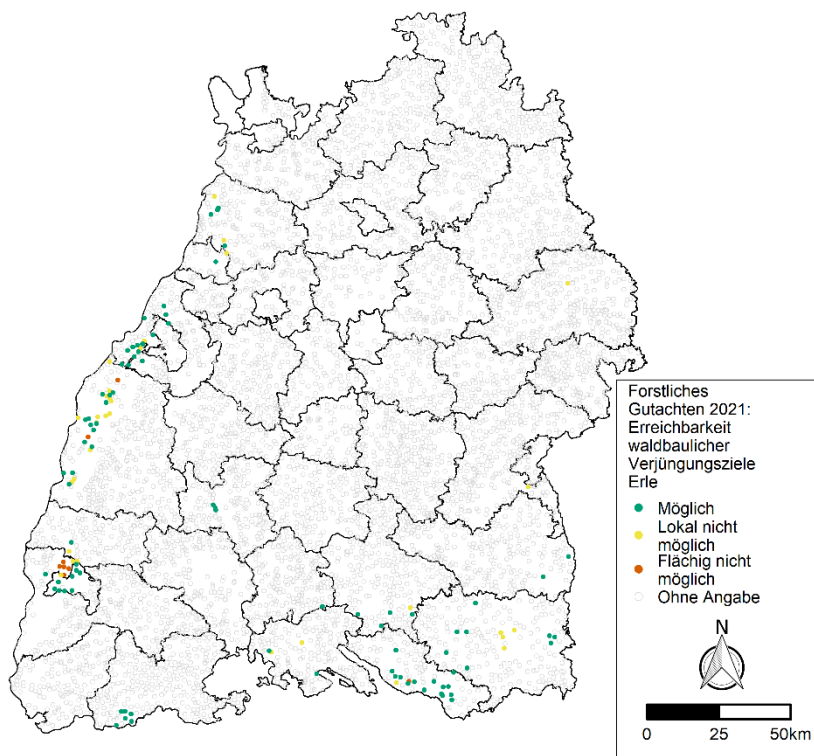 Forstliches
Gutachten 2021:
Erreichbarkeit
waldbaulicher
Verjüngungsziele
Erle
Möglich
Lokal nicht
möglich
Flächig nicht
möglich
Ohne Angabe
N
0 25 50km